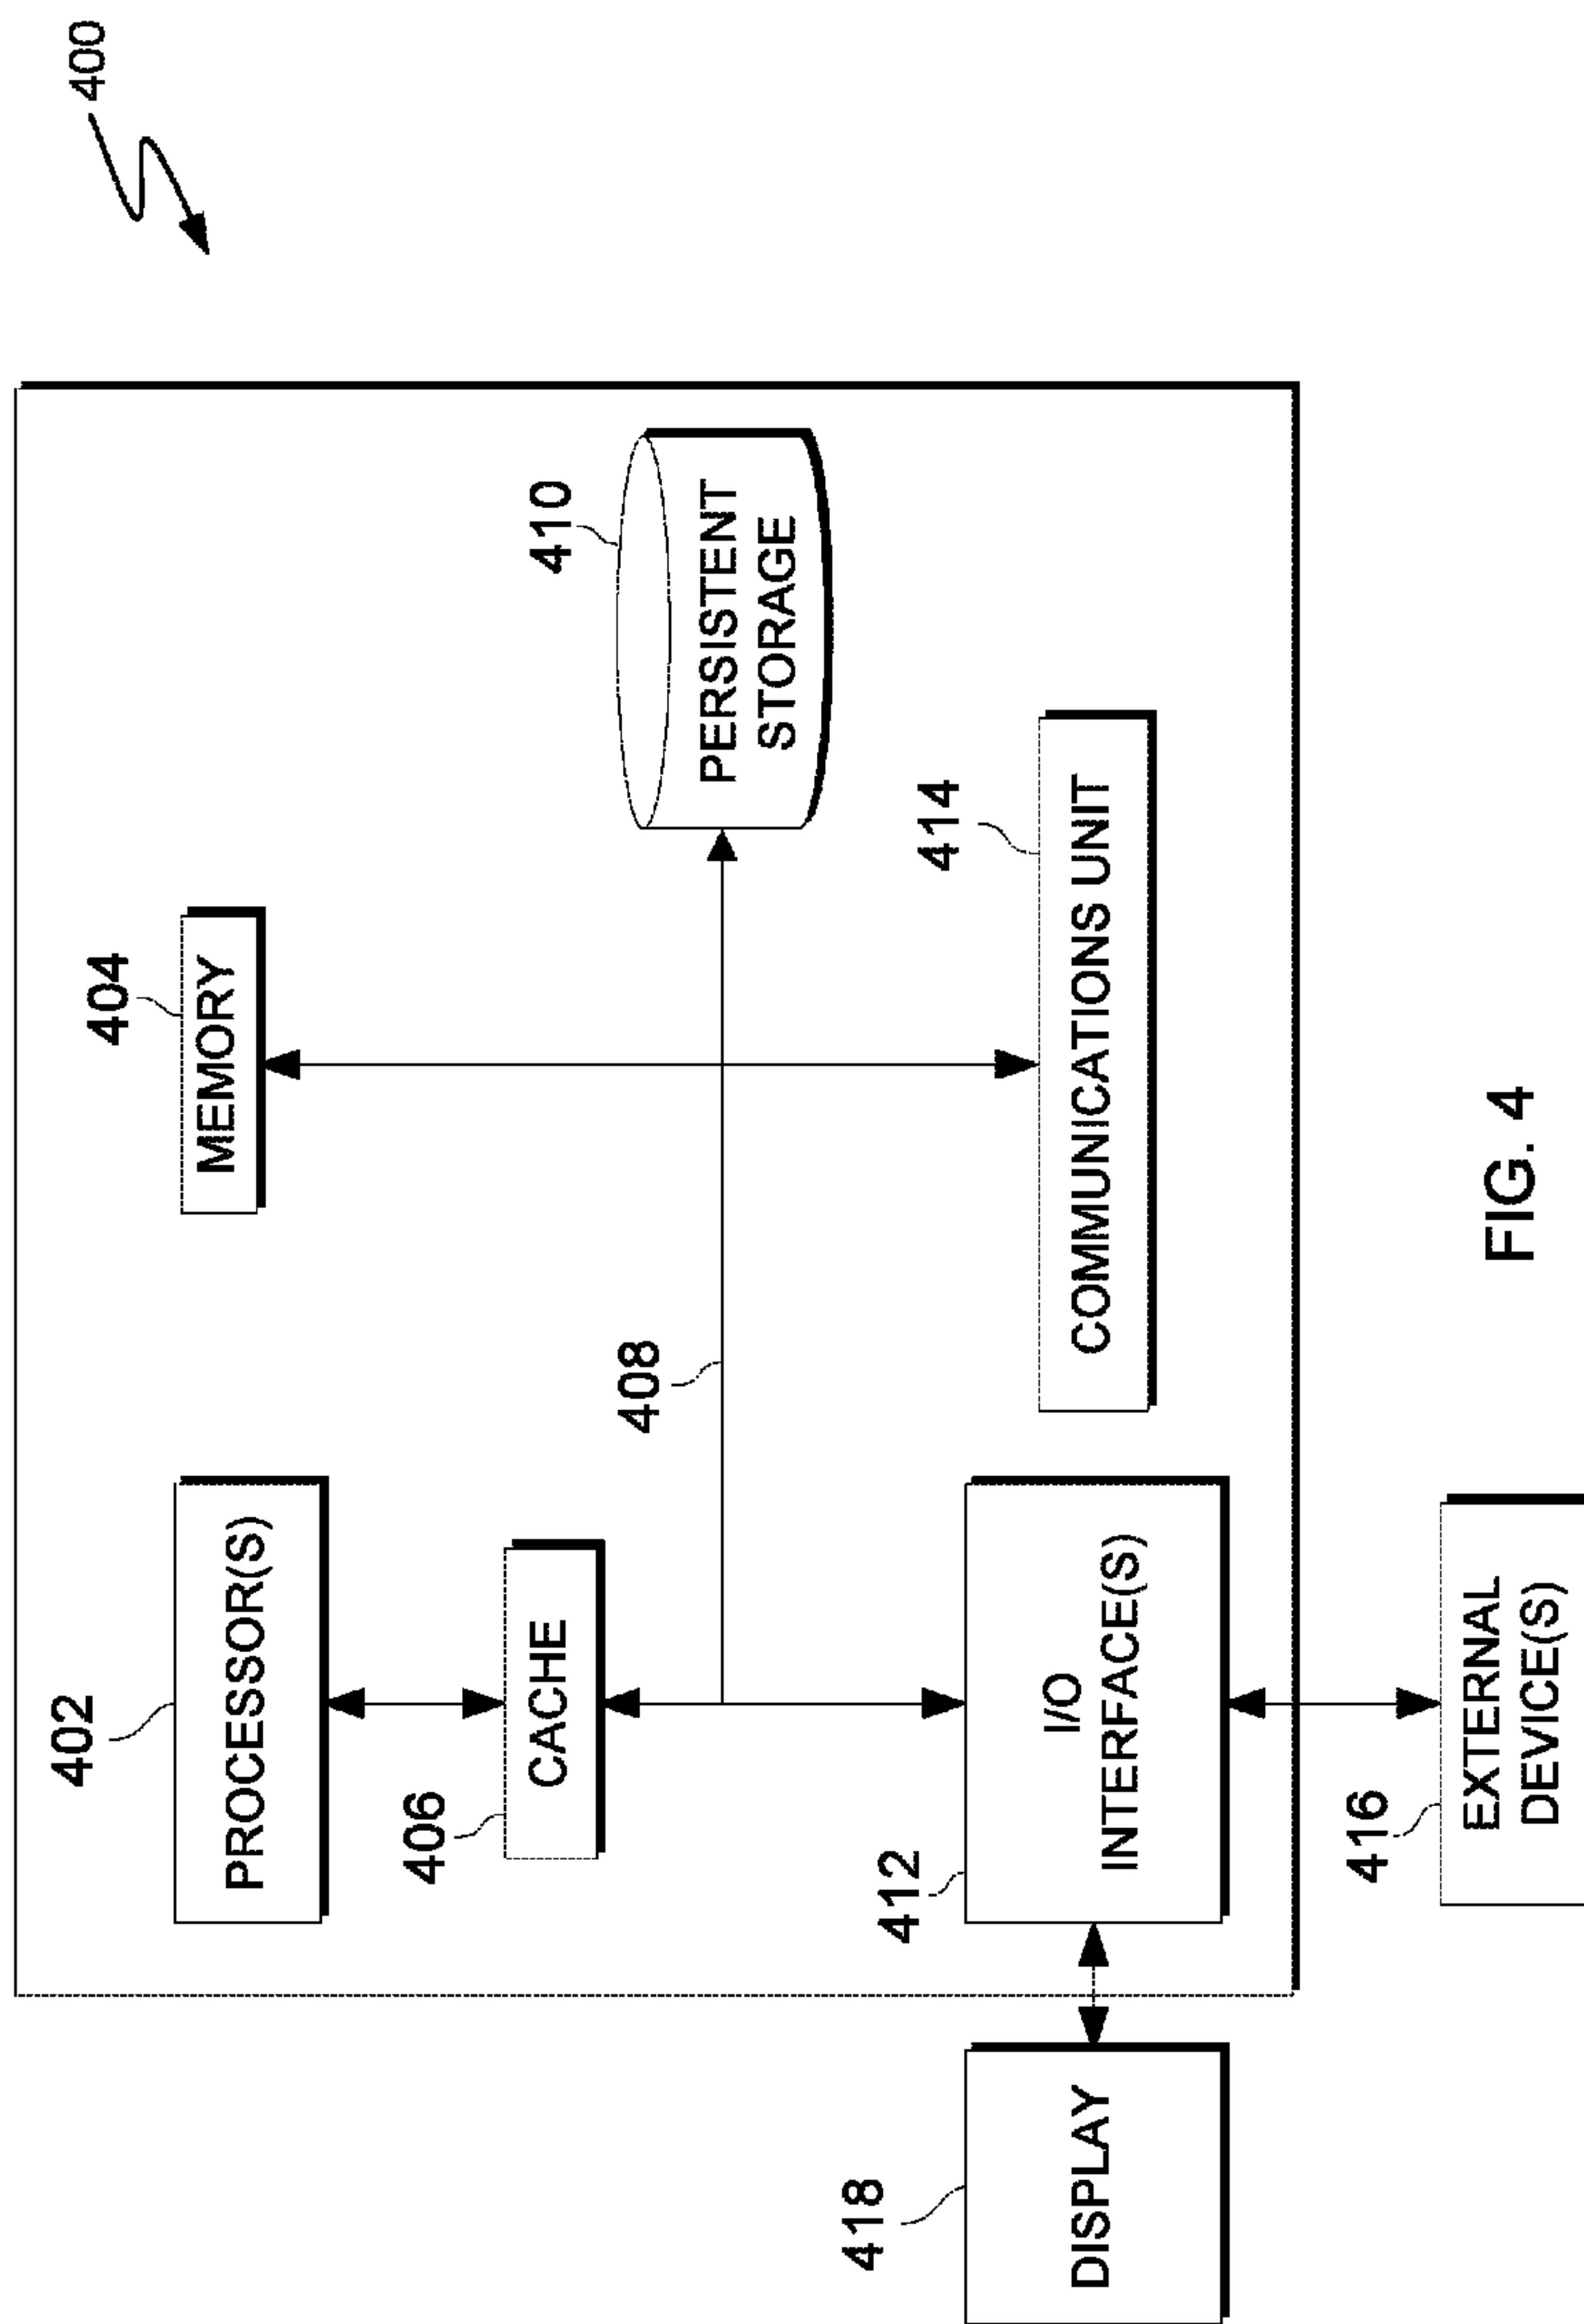 400
402
PROCESSOR(S)
404
MEMORY
406
CACHE
408
410
PERSISTENT
STORAGE
418
DISPLAY
412
I/O
INTERFACE(S)
414
COMMUNICATIONS UNIT
416
EXTERNAL
DEVICE(S)
FIG. 4